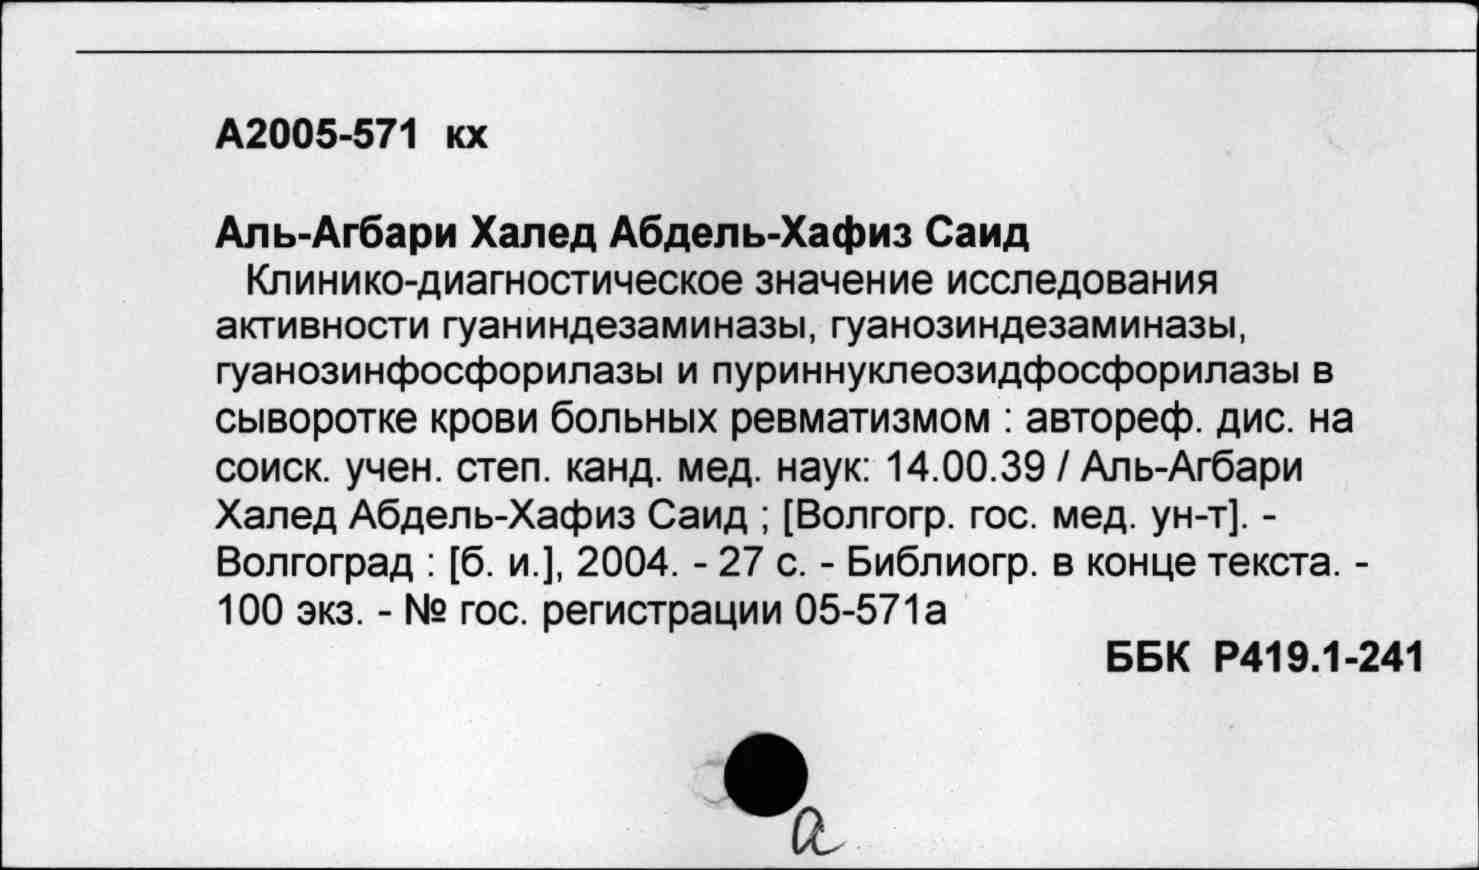 А2005-571 кх
Аль-Агбари Халед Абдель-Хафиз Саид
Клинико-диагностическое значение исследования
активности гуаниндезаминазы, гуанозиндезаминазы,
гуанозинфосфорилазы и пуриннуклеозидфосфорилазы в
сыворотке крови больных ревматизмом : автореф. дис. на
соиск. учен. степ. канд. мед. наук: 14.00.39 / Аль-Агбари
Халед Абдель-Хафиз Саид ; [Волгогр. гос. мед. ун-т]. -
Волгоград : [б. и.], 2004. - 27 с. - Библиогр. в конце текста. -
100 экз. - № гос. регистрации 05-571а
ББК Р419.1-241
а